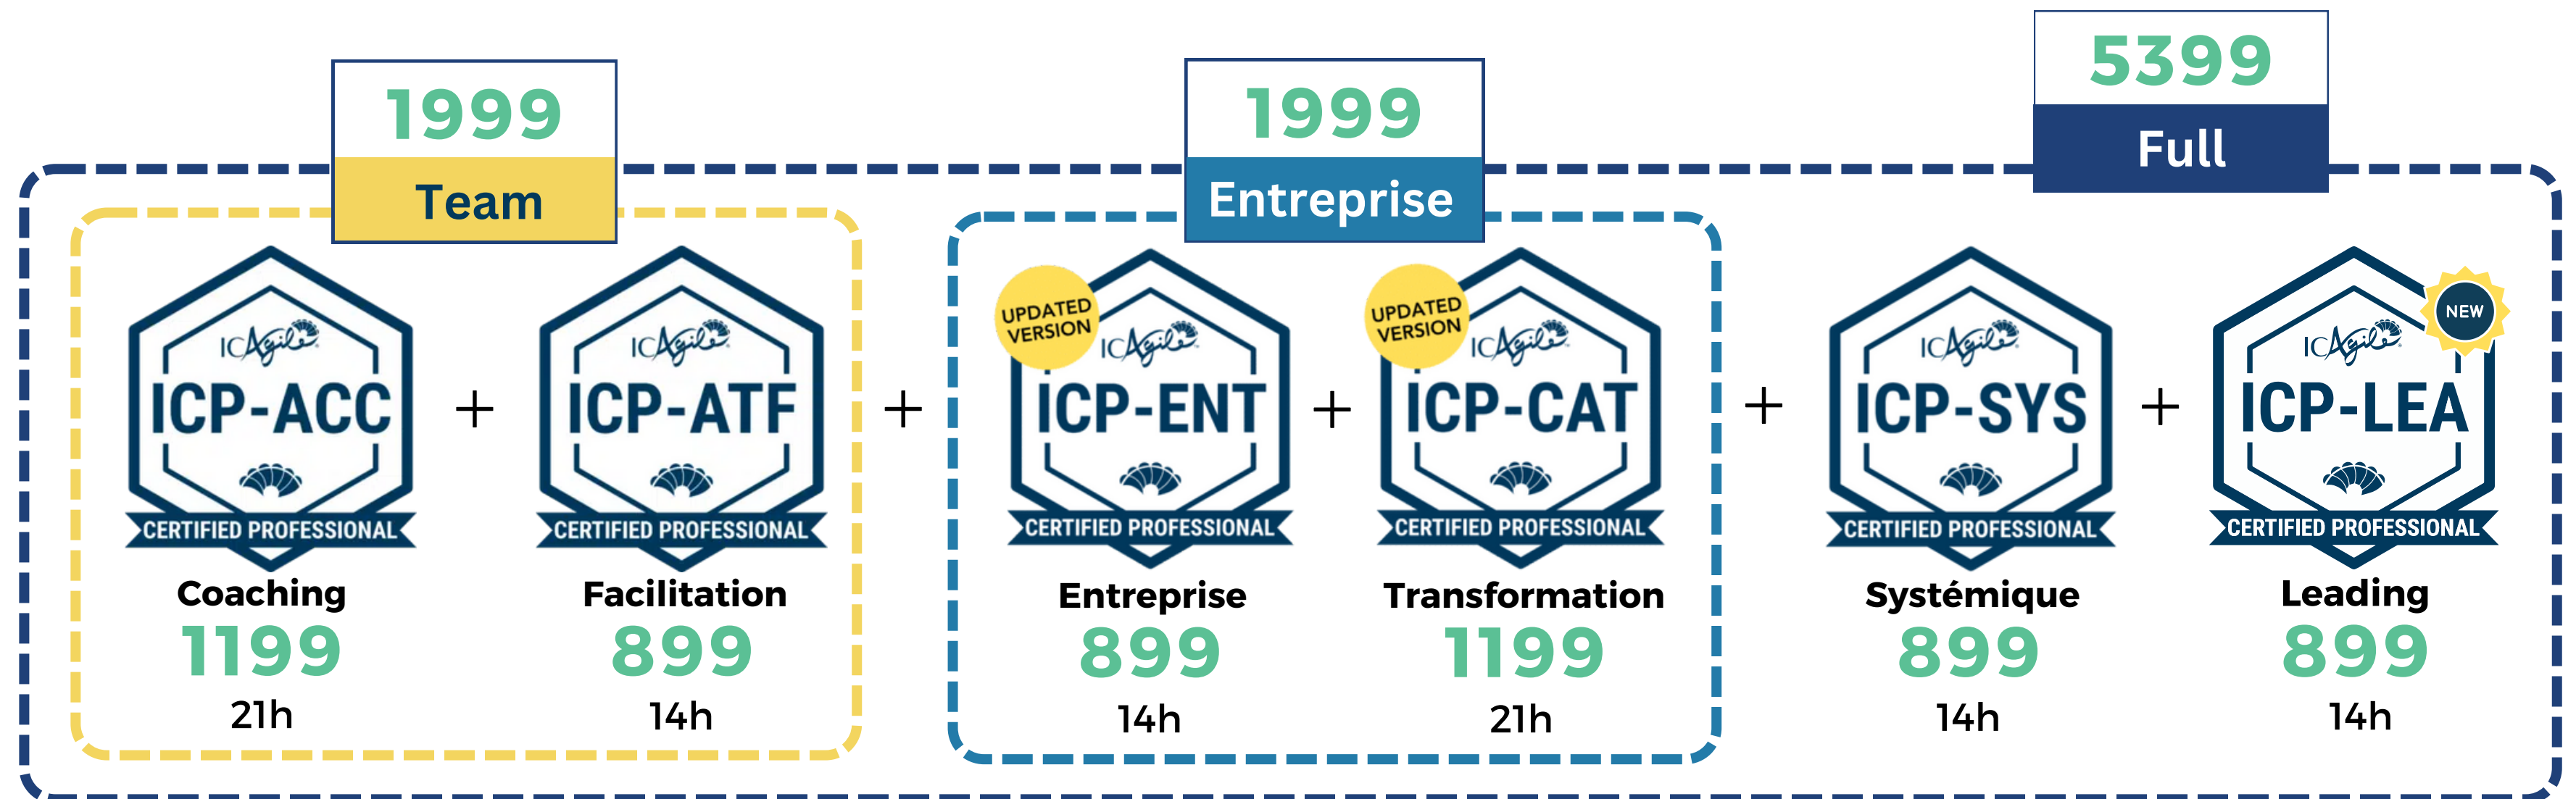 1999
Team
1999
Entreprise
5399
Full
ICAgile
ICP-ACC
CERTIFIED PROFESSIONAL
Coaching
1199
21h
+
ICAgile
ICP-ATF
CERTIFIED PROFESSIONAL
Facilitation
899
14h
+
UPDATED
VERSION
ICAgile
ICP-ENT
CERTIFIED PROFESSIONAL
Entreprise
899
14h
+
UPDATED
VERSION
ICAgile
ICP-CAT
CERTIFIED PROFESSIONAL
Transformation
1199
21h
+
ICAgile
ICP-SYS
CERTIFIED PROFESSIONAL
Systémique
899
14h
+
NEW
ICAgile
ICP-LEA
CERTIFIED PROFESSIONAL
Leading
899
14h